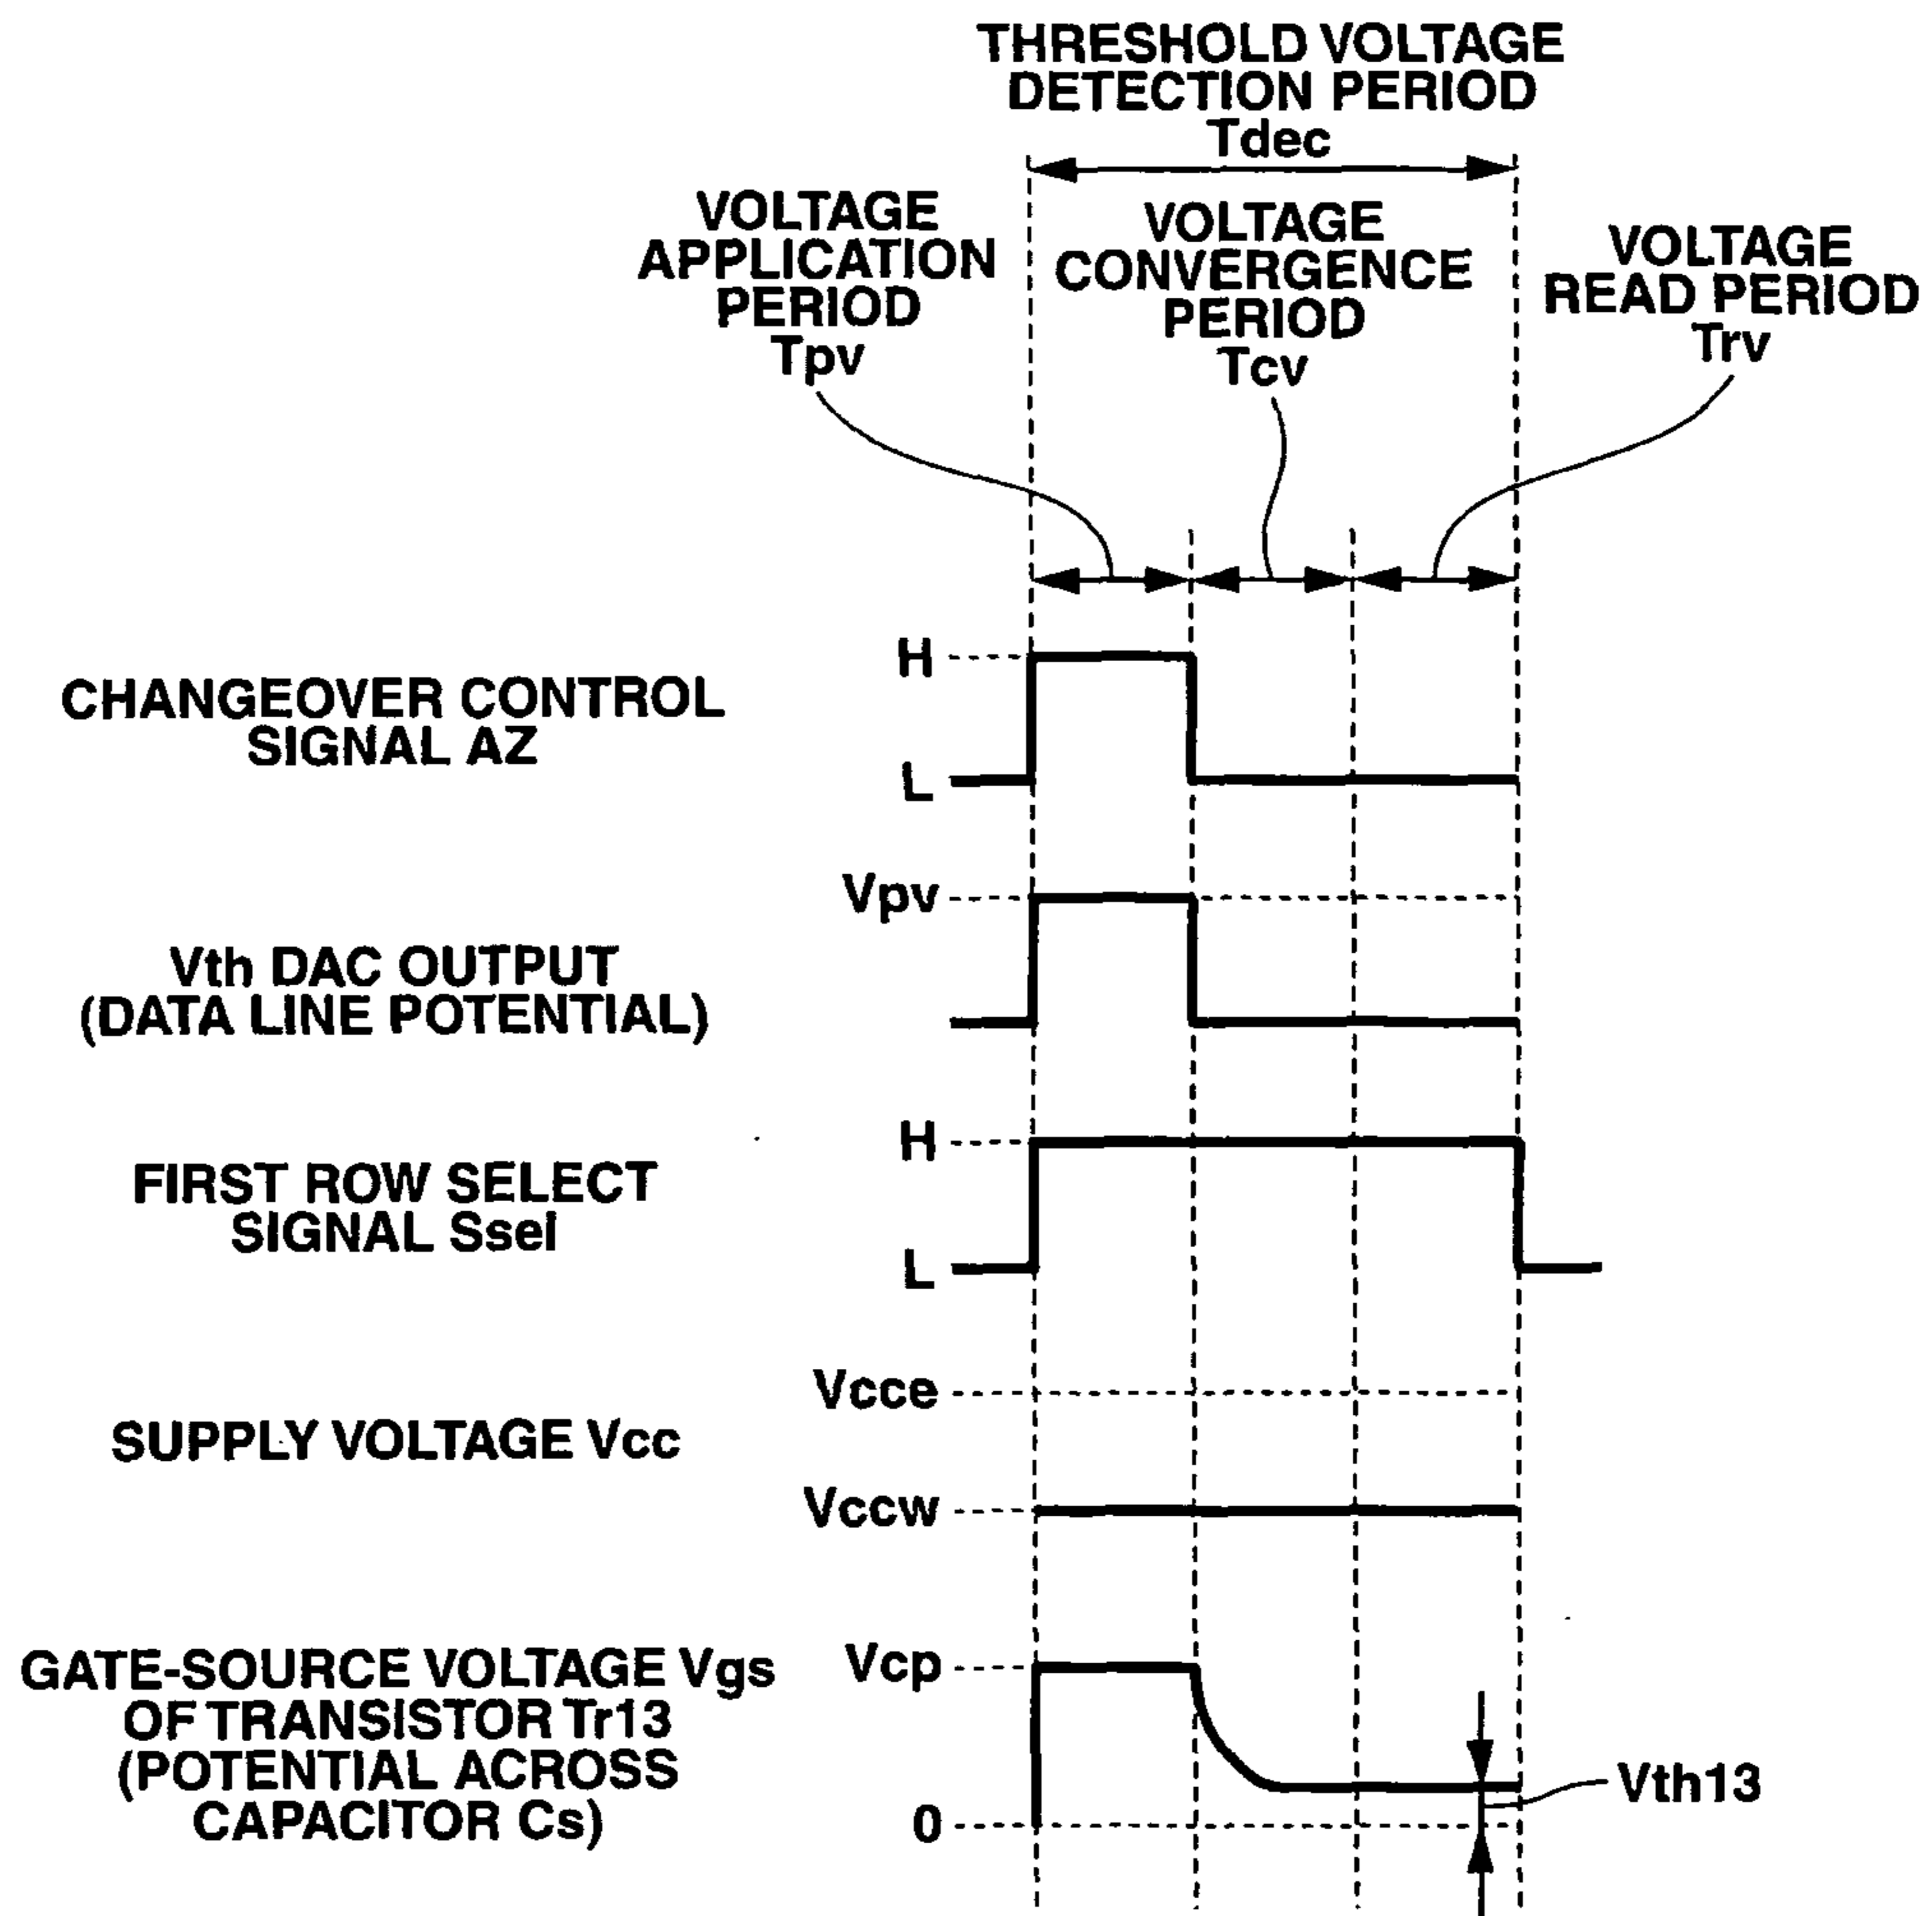 THRESHOLD VOLTAGE
DETECTION PERIOD
Tdec
VOLTAGE
APPLICATION
PERIOD
Tpv
VOLTAGE
CONVERGENCE
PERIOD
Tcv
VOLTAGE
READ PERIOD
Trv
CHANGEOVER CONTROL
SIGNAL AZ
H
L
Vth DAC OUTPUT
(DATA LINE POTENTIAL)
Vpv
FIRST ROW SELECT
SIGNAL Ssel
H
L
SUPPLY VOLTAGE Vcc
Vcce
Vccw
GATE-SOURCE VOLTAGE Vgs
OF TRANSISTOR Tr13
(POTENTIAL ACROSS
CAPACITOR Cs)
Vcp
0
Vth13